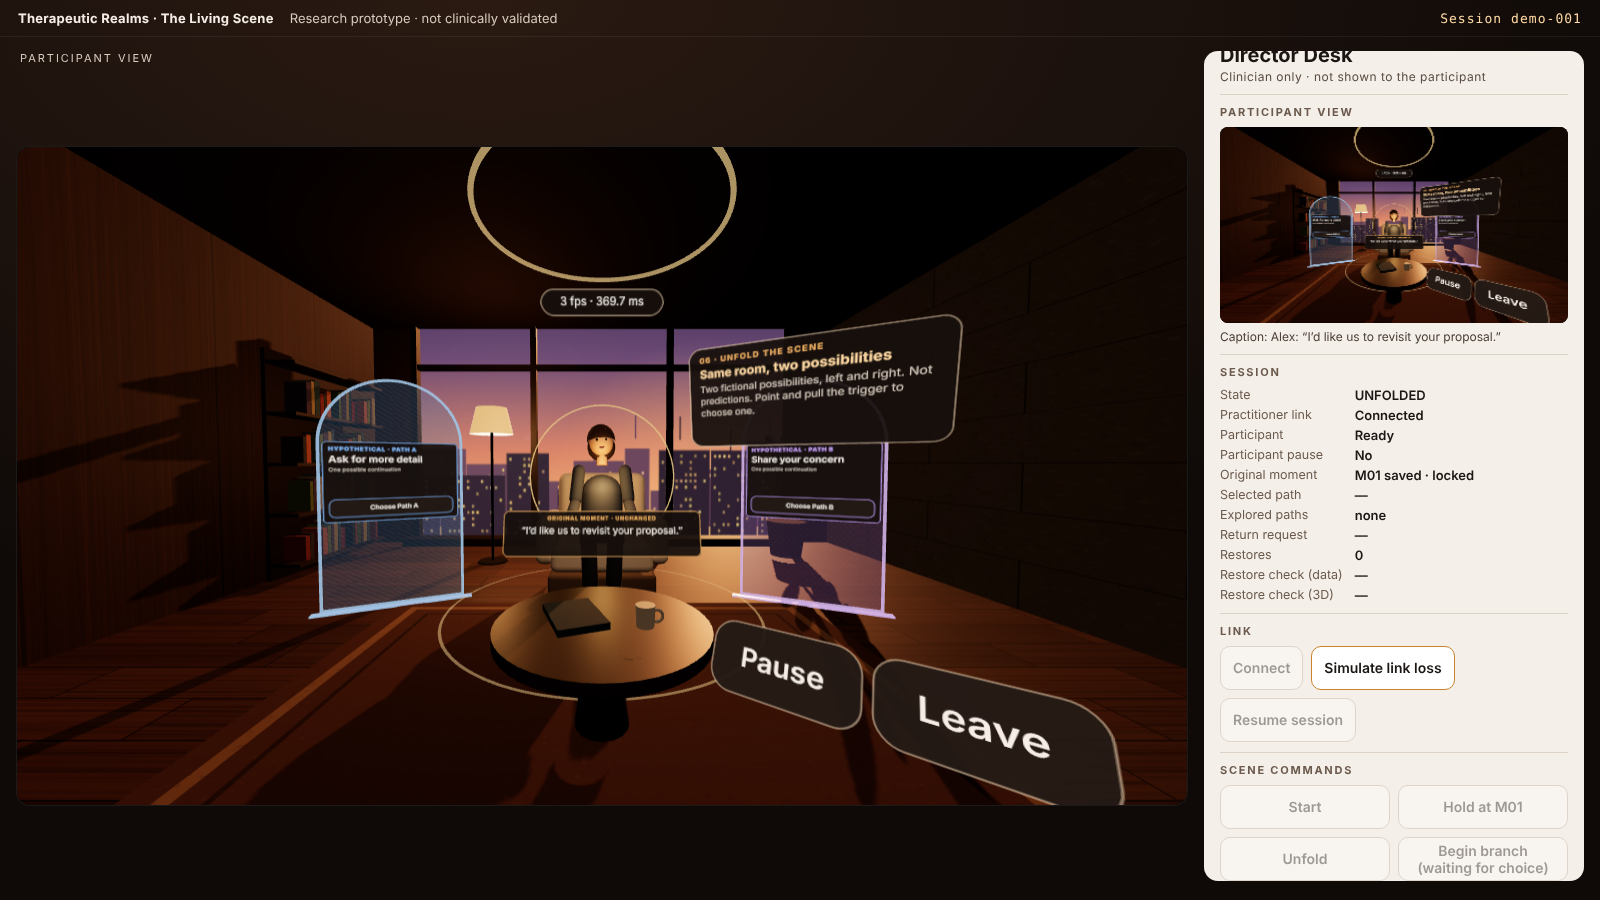 Therapeutic Realms · The Living Scene Research prototype · not clinically validated Session demo-001
PARTICIPANT VIEW
3 fps · 369.7 ms
06 · UNFOLD THE SCENE
Same room, two possibilities
Two fictional possibilities, left and right. Not
predictions. Point and pull the trigger to
choose one.
HYPOTHETICAL · PATH A
Ask for more detail
One possible continuation
Choose Path A
ORIGINAL MOMENT · UNCHANGED
“I’d like us to revisit your proposal.”
HYPOTHETICAL · PATH B
Share your concern
One possible continuation
Choose Path B
Pause
Leave
Director Desk
Clinician only · not shown to the participant
PARTICIPANT VIEW
Pause
Leave
Caption: Alex: “I’d like us to revisit your proposal.”
SESSION
State UNFOLDED
Practitioner link Connected
Participant Ready
Participant pause No
Original moment M01 saved · locked
Selected path —
Explored paths none
Return request —
Restores 0
Restore check (data) —
Restore check (3D) —
LINK
Connect Simulate link loss
Resume session
SCENE COMMANDS
Start Hold at M01
Unfold Begin branch
(waiting for choice)